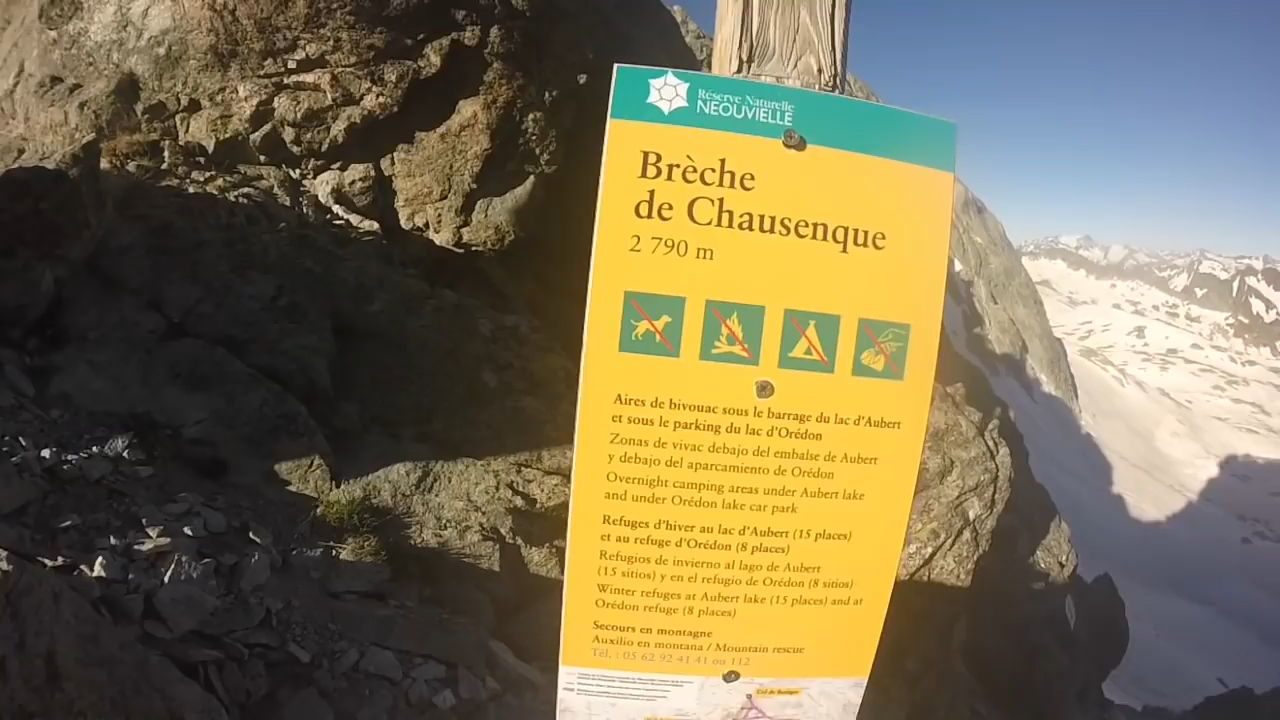 Réserve Naturelle
NEOUVIELLE
Brèche
de Chausenque
2 790 m
Aires de bivouac sous le barrage du lac d'Aubert
et sous le parking du lac d'Orédon
Zonas de vivac debajo del embalse de Aubert
y debajo del aparcamiento de Orédon
Overnight camping areas under Aubert lake
and under Orédon lake car park
Refuges d'hiver au lac d'Aubert (15 places)
et au refuge d'Orédon (8 places)
Refugios de invierno al lago de Aubert
(15 sitios) y en el refugio de Orédon (8 sitios)
Winter refuges at Aubert lake (15 places) and at
Orédon refuge (8 places)
Secours en montagne
Auxilio en montana / Mountain rescue
Tél. : 05 62 92 41 41 ou 112